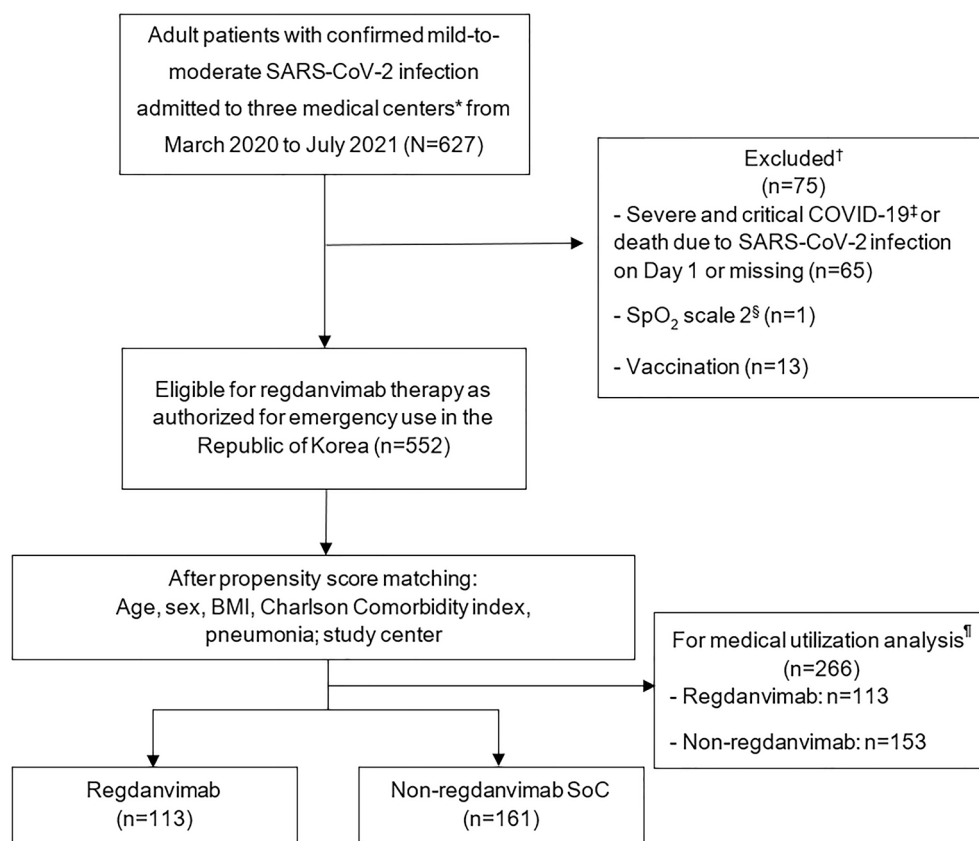 Adult patients with confirmed mild-to-
moderate SARS-CoV-2 infection
admitted to three medical centers* from
March 2020 to July 2021 (N=627)
Excluded†
(n=75)
- Severe and critical COVID-19‡ or
death due to SARS-CoV-2 infection
on Day 1 or missing (n=65)
- SpO₂ scale 2§ (n=1)
- Vaccination (n=13)
Eligible for regdanvimab therapy as
authorized for emergency use in the
Republic of Korea (n=552)
After propensity score matching:
Age, sex, BMI, Charlson Comorbidity index,
pneumonia; study center
For medical utilization analysis¶
(n=266)
- Regdanvimab: n=113
- Non-regdanvimab: n=153
Regdanvimab
(n=113)
Non-regdanvimab SoC
(n=161)